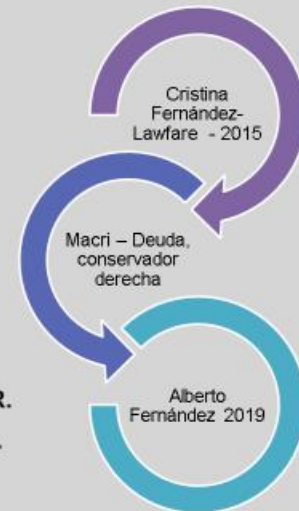 Cristina
Fernández-
Lawfare - 2015
Macri – Deuda,
conservador
derecha
R.
Alberto
Fernández 2019
.